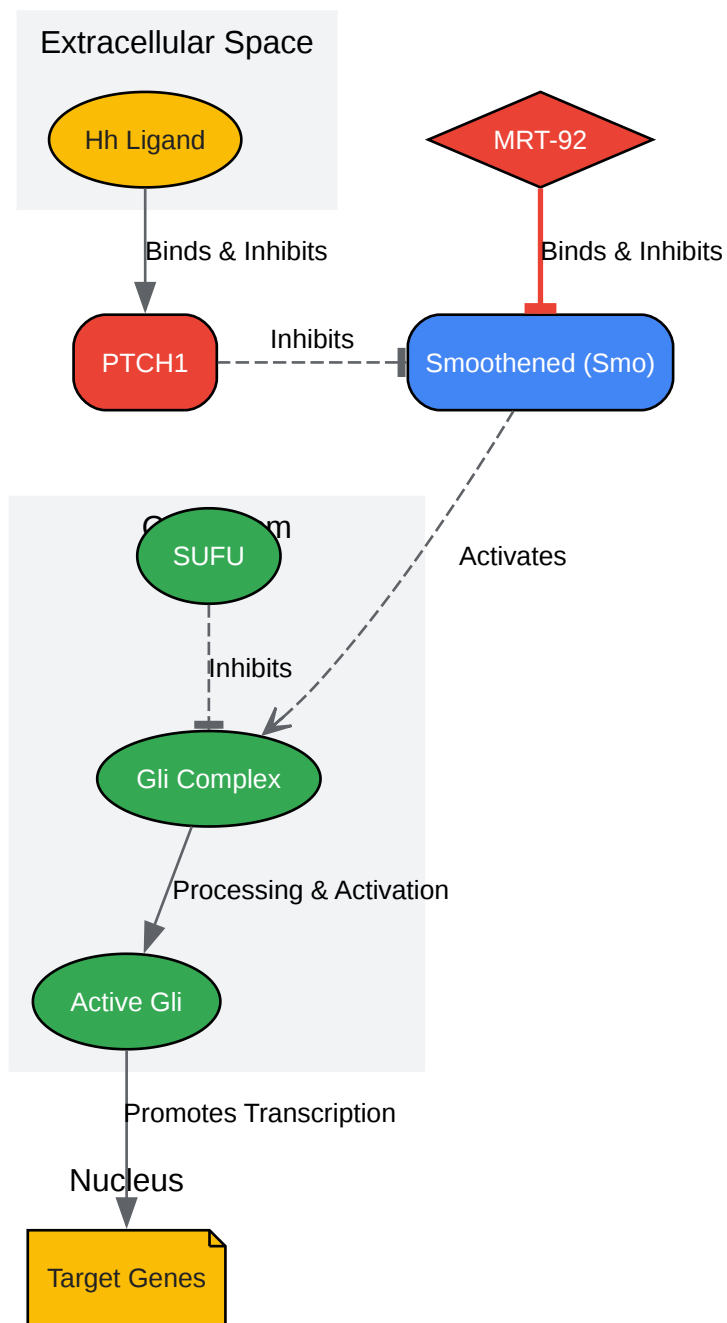 Extracellular Space
Hh Ligand
MRT-92
Binds & Inhibits
Binds & Inhibits
PTCH1
Inhibits
Smoothened (Smo)
SUFU
Activates
Inhibits
Gli Complex
Processing & Activation
Active Gli
Promotes Transcription
Nucleus
Target Genes